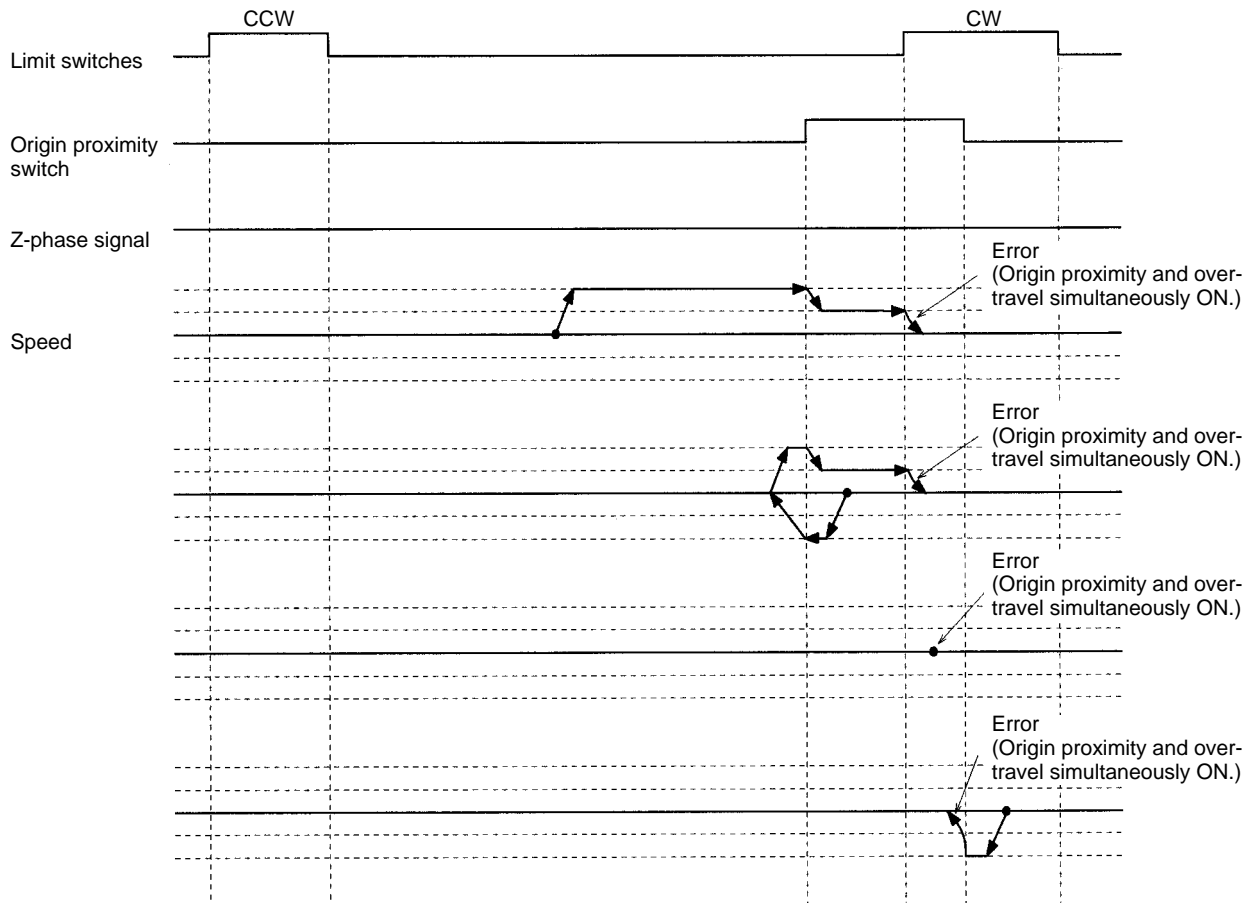 CCW
CW
Limit switches
Origin proximity
switch
Z-phase signal
Error
(Origin proximity and over-
travel simultaneously ON.)
Speed
Error
(Origin proximity and over-
travel simultaneously ON.)
Error
(Origin proximity and over-
travel simultaneously ON.)
Error
(Origin proximity and over-
travel simultaneously ON.)